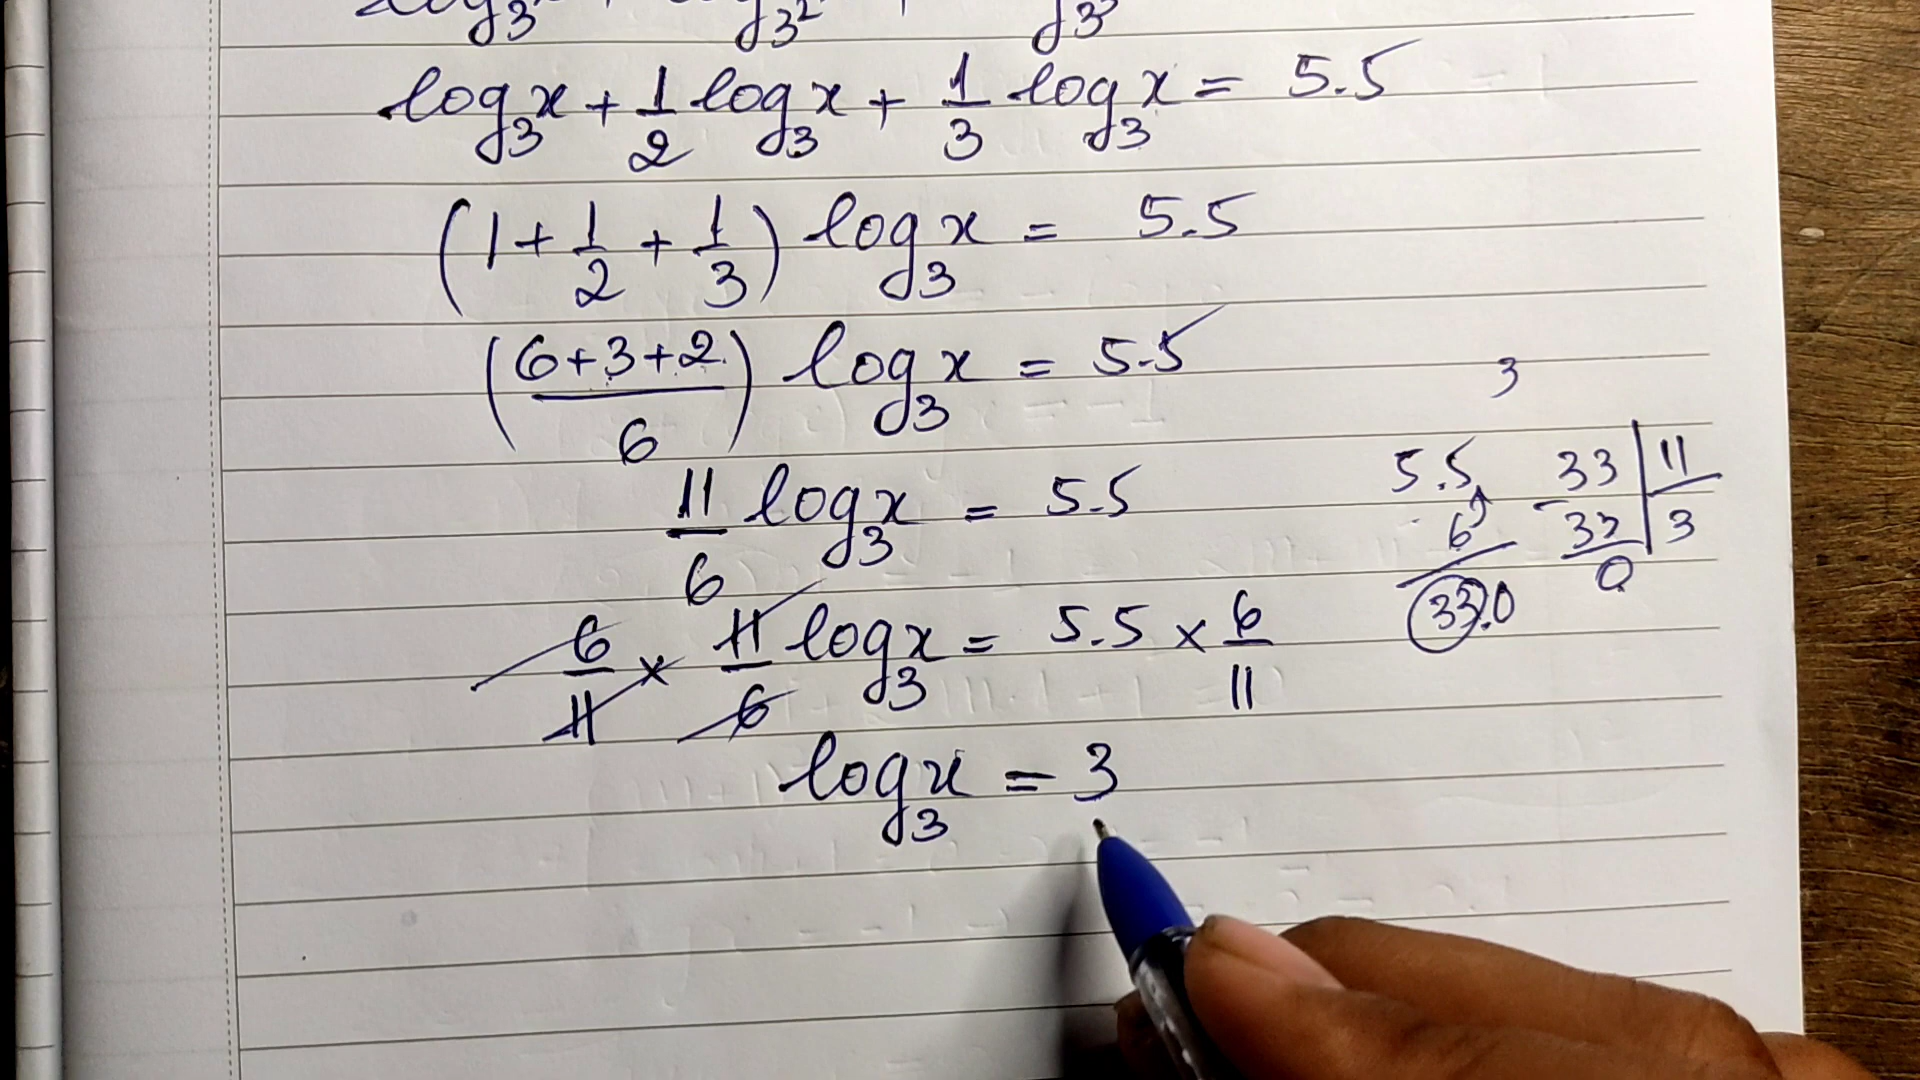 log₃x + 1/2 log₃x + 1/3 log₃x = 5.5
(1 + 1/2 + 1/3) log₃x = 5.5
((6+3+2)/6) log₃x = 5.5
3
11/6 log₃x = 5.5
5.5 33 | 11
6 - 33 | 3
33.0 0
6/11 × 11/6 log₃x = 5.5 × 6/11
log₃x = 3